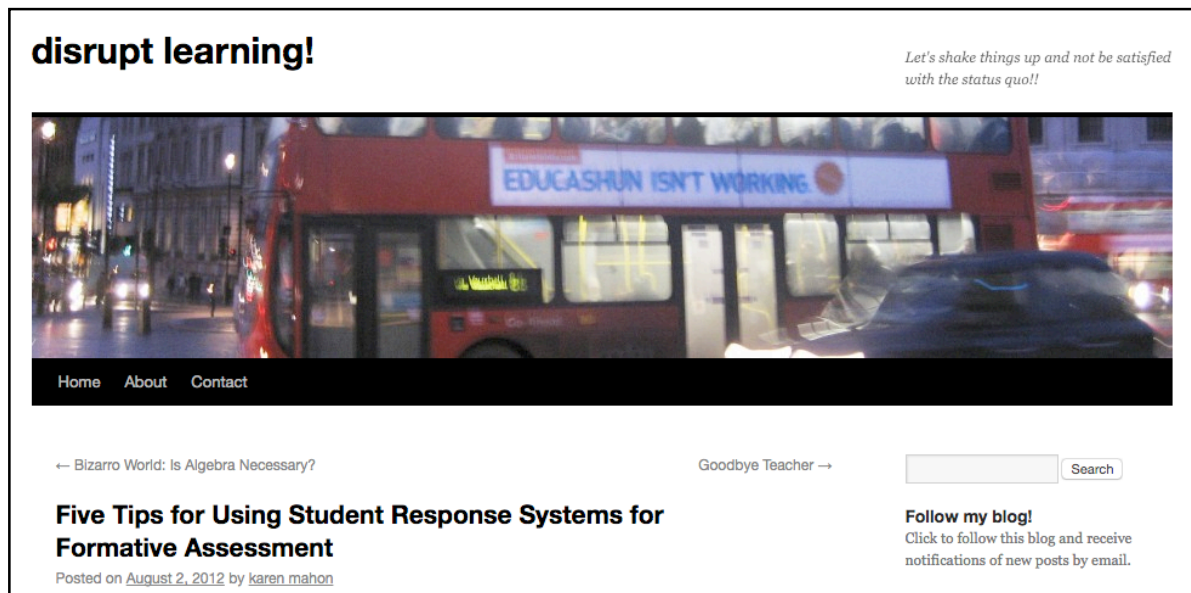 disrupt learning!
Let's shake things up and not be satisfied
with the status quo!!
EDUCASHUN ISN'T WORKING.
Vauxhall
Home About Contact
← Bizarro World: Is Algebra Necessary?
Goodbye Teacher →
Search
Five Tips for Using Student Response Systems for
Formative Assessment
Posted on August 2, 2012 by karen mahon
Follow my blog!
Click to follow this blog and receive
notifications of new posts by email.